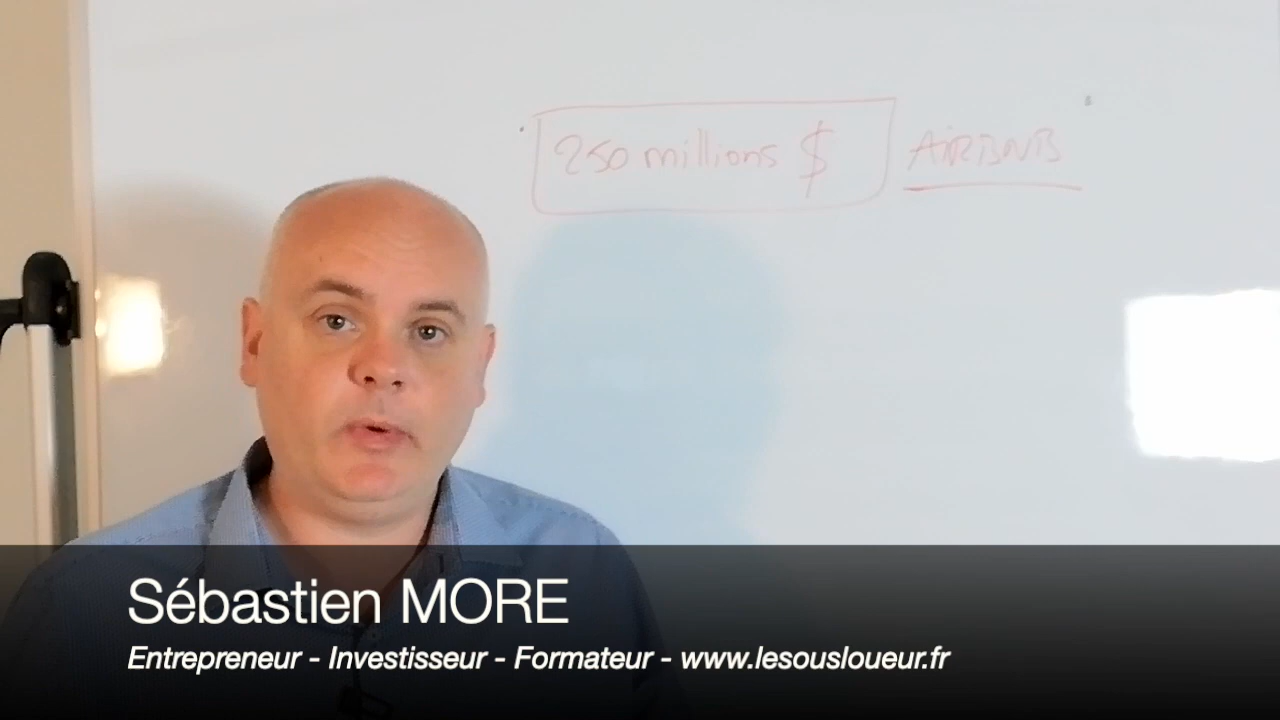 250 millions $ AIRBNB
Sébastien MORE
Entrepreneur - Investisseur - Formateur - www.lesousloueur.fr